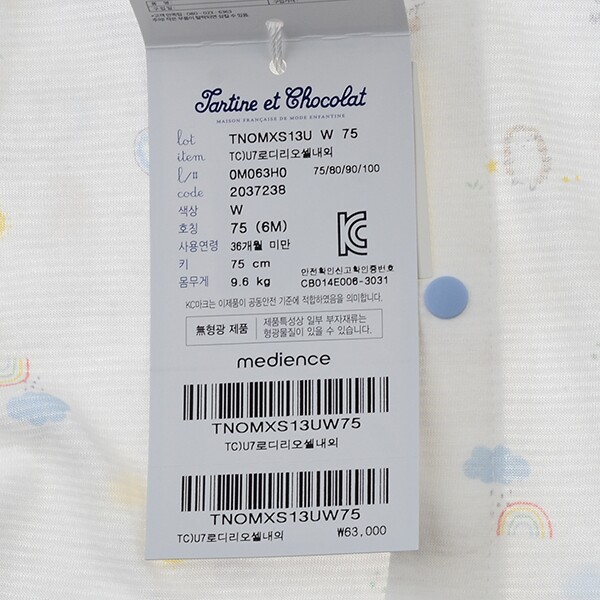 Tartine et Chocolat
MAISON FRANÇAISE DE MODE ENFANTINE
lot TNOMXS13U W 75
item TC)U7로디리오셀내의
l/# 0M063H0 75/80/90/100
code 2037238
색상 W
호칭 75 (6M)
사용연령 36개월 미만
키 75 cm
몸무게 9.6 kg
KC
안전확인신고확인증번호
CB014E006-3031
KC마크는 이제품이 공통안전 기준에 적합하였음을 의미합니다.
無형광 제품
제품특성상 일부 부자재류는
형광물질이 있을 수 있습니다.
medience
TNOMXS13UW75
TC)U7로디리오셀내의
TNOMXS13UW75
TC)U7로디리오셀내의 ₩63,000